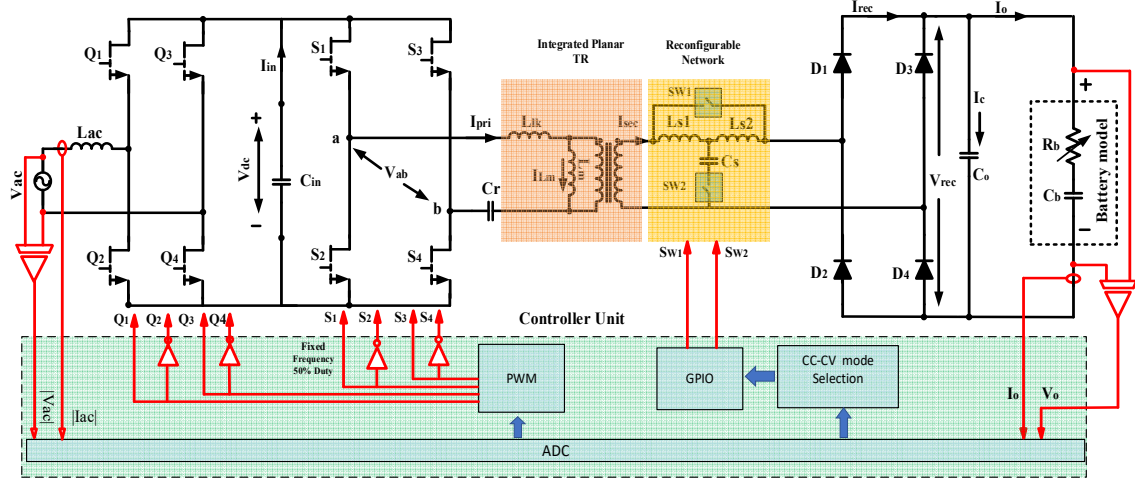 Integrated Planar
TR
Reconfigurable
Network
Irec
Io
Q1
Q3
Iin
S1
S3
SW1
D1
D3
Lac
Vac
Vdc
+
−
Cin
a
Vab
b
Ipri
Llk
ILm
Lm
Cr
Isec
Ls1
Ls2
Cs
SW2
Ic
Vrec
Co
+
Rb
Cb
−
Battery model
Q2
Q4
S2
S4
SW1
SW2
D2
D4
Q1
Q2
Q3
Q4
S1
S2
S3
S4
Controller Unit
Fixed
Frequency
50% Duty
PWM
GPIO
CC-CV mode
Selection
|Vac|
|Iac|
Io
Vo
ADC